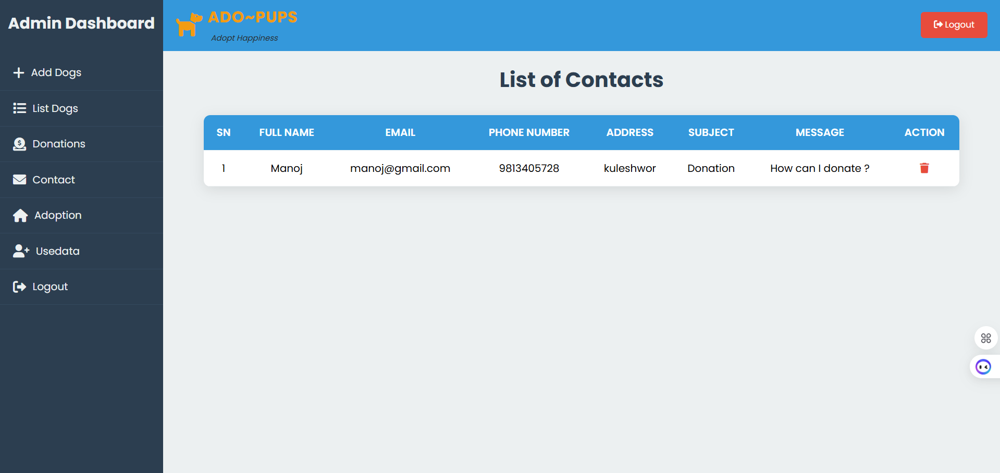 Admin Dashboard
Add Dogs
List Dogs
Donations
Contact
Adoption
Usedata
Logout
ADO~PUPS
Adopt Happiness
Logout
List of Contacts
SN FULL NAME EMAIL PHONE NUMBER ADDRESS SUBJECT MESSAGE ACTION
1 Manoj manoj@gmail.com 9813405728 kuleshwor Donation How can I donate ?